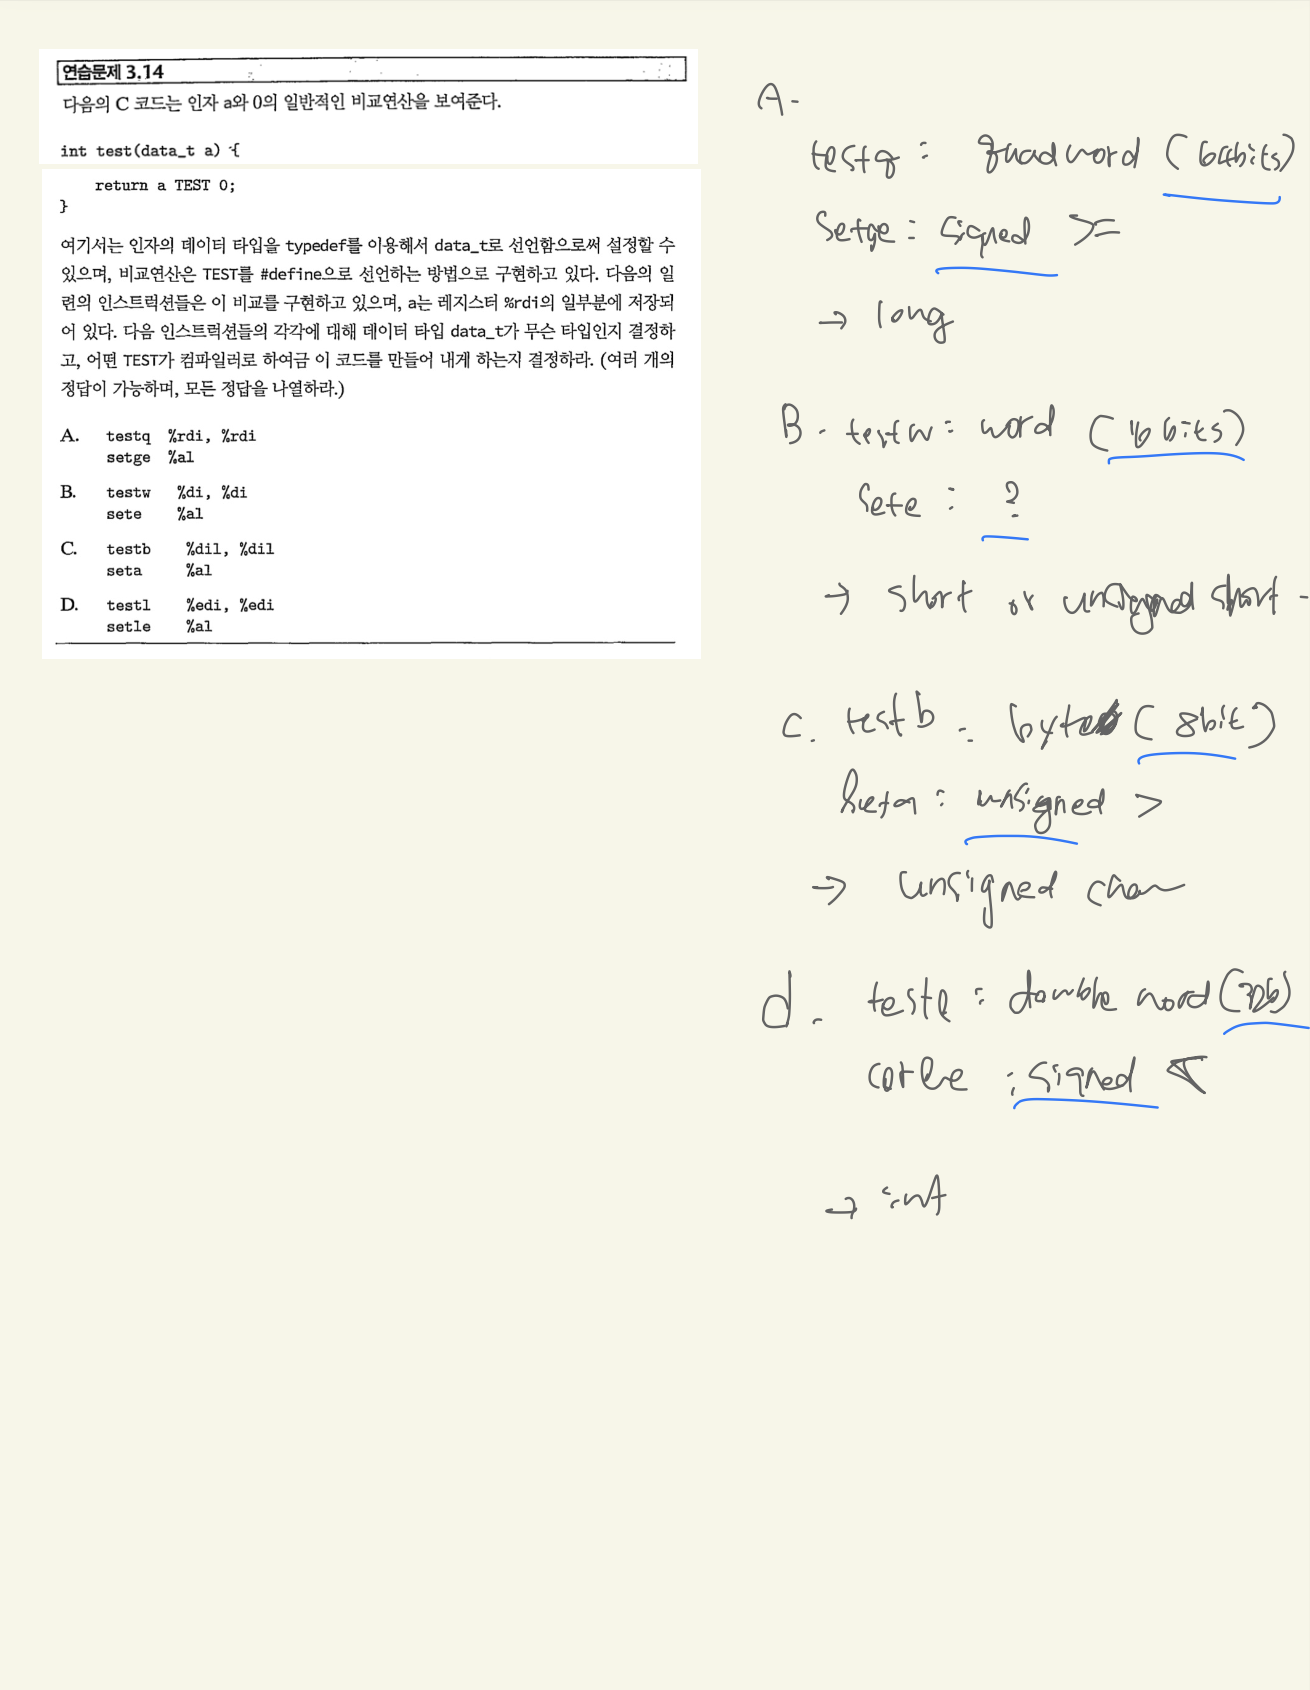 연습문제 3.14
다음의 C 코드는 인자 a와 0의 일반적인 비교연산을 보여준다.
int test(data_t a) {
return a TEST 0;
}
여기서는 인자의 데이터 타입을 typedef를 이용해서 data_t로 선언함으로써 설정할 수
있으며, 비교연산은 TEST를 #define으로 선언하는 방법으로 구현하고 있다. 다음의 일
련의 인스트럭션들은 이 비교를 구현하고 있으며, a는 레지스터 %rdi의 일부분에 저장되
어 있다. 다음 인스트럭션들의 각각에 대해 데이터 타입 data_t가 무슨 타입인지 결정하
고, 어떤 TEST가 컴파일러로 하여금 이 코드를 만들어 내게 하는지 결정하라. (여러 개의
정답이 가능하며, 모든 정답을 나열하라.)
A. testq %rdi, %rdi
setge %al
B. testw %di, %di
sete %al
C. testb %dil, %dil
seta %al
D. testl %edi, %edi
setle %al
A-
testq : quad word (64bits)
Setge : signed >=
→ long
B. testw : word (16 bits)
Sete : ?
→ short or unsigned short -
C. testb : byte (8bit)
seta : unsigned >
→ unsigned char
d. testl : double word
: signed
→ int